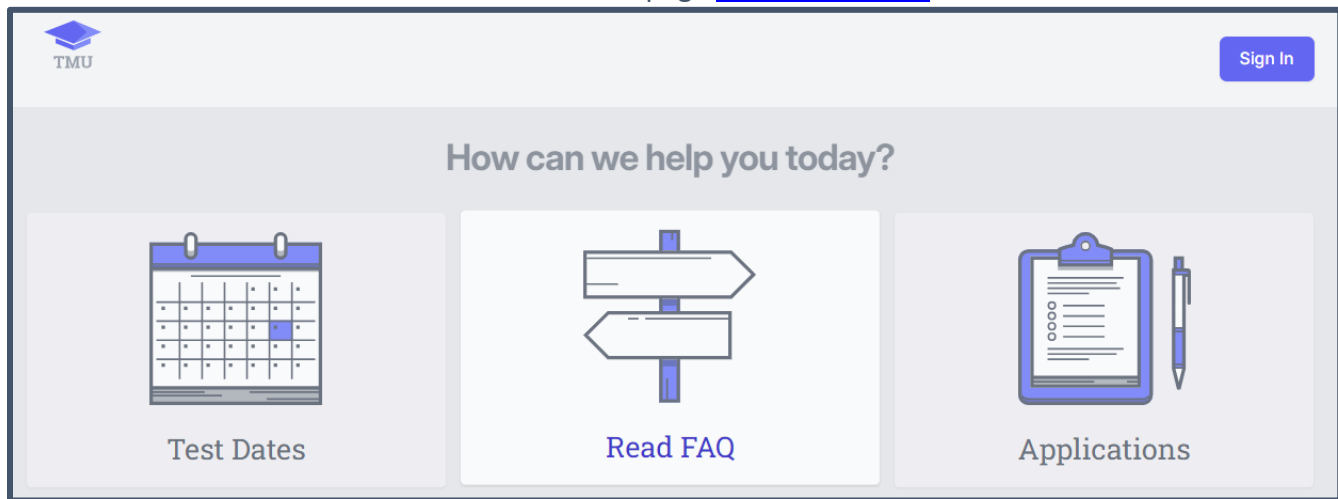 TMU
Sign In
How can we help you today?
Test Dates
Read FAQ
Applications